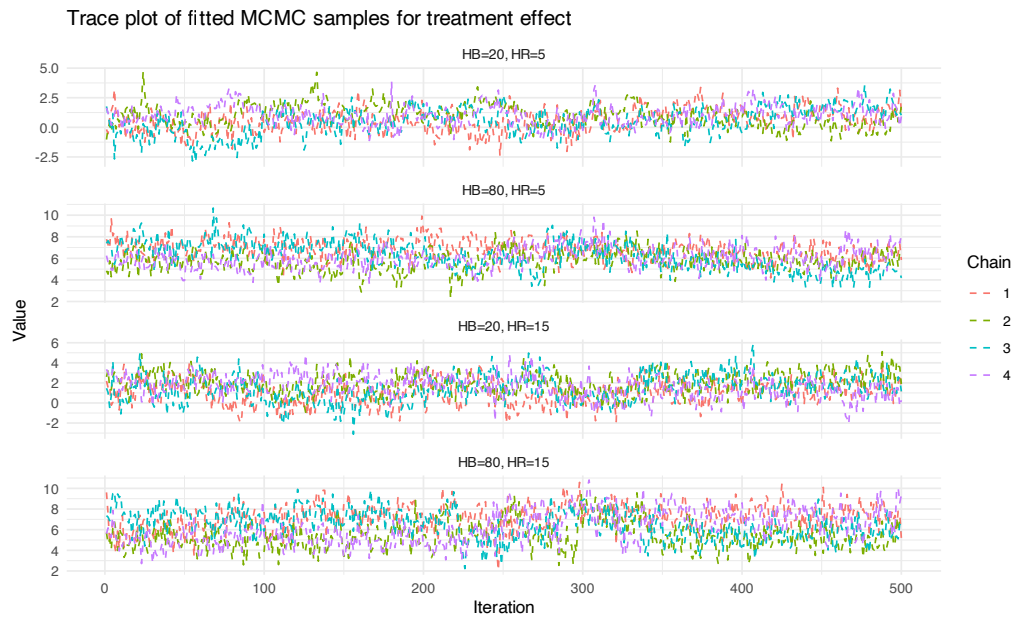 Trace plot of fitted MCMC samples for treatment effect
HB=20, HR=5
5.0
2.5
0.0
-2.5
HB=80, HR=5
10
8
6
4
2
HB=20, HR=15
6
4
2
0
-2
HB=80, HR=15
10
8
6
4
2
0 100 200 300 400 500
Iteration
Value
Chain
1
2
3
4